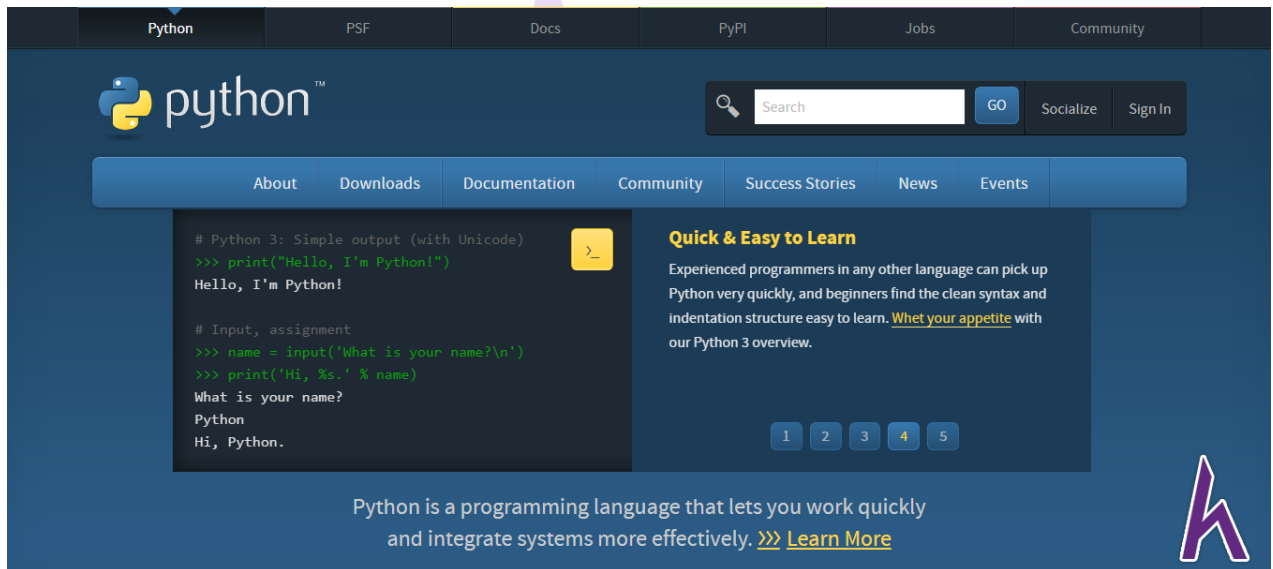 Python PSF Docs PyPI Jobs Community
python™
Search GO Socialize Sign In
About Downloads Documentation Community Success Stories News Events
# Python 3: Simple output (with Unicode)
>>> print("Hello, I'm Python!")
Hello, I'm Python!
# Input, assignment
>>> name = input('What is your name?\n')
>>> print('Hi, %s.' % name)
What is your name?
Python
Hi, Python.
>_
Quick & Easy to Learn
Experienced programmers in any other language can pick up
Python very quickly, and beginners find the clean syntax and
indentation structure easy to learn. Whet your appetite with
our Python 3 overview.
1 2 3 4 5
Python is a programming language that lets you work quickly
and integrate systems more effectively. >>> Learn More